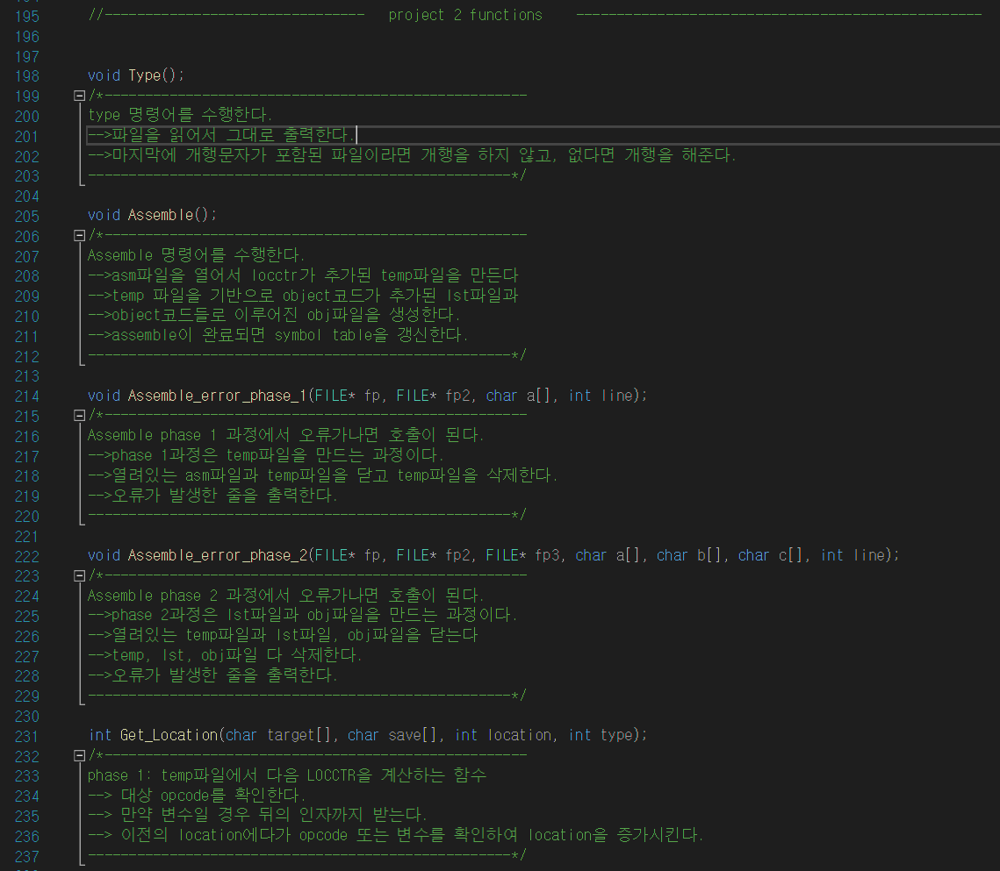 195 //-------------------------------- project 2 functions --------------------------------------------------
196
197
198 void Type();
199 /*----------------------------------------------------
200 type 명령어를 수행한다.
201 -->파일을 읽어서 그대로 출력한다.
202 -->마지막에 개행문자가 포함된 파일이라면 개행을 하지 않고, 없다면 개행을 해준다.
203 ----------------------------------------------------*/
204
205 void Assemble();
206 /*----------------------------------------------------
207 Assemble 명령어를 수행한다.
208 -->asm파일을 열어서 locctr가 추가된 temp파일을 만든다
209 -->temp 파일을 기반으로 object코드가 추가된 lst파일과
210 -->object코드들로 이루어진 obj파일을 생성한다.
211 -->assemble이 완료되면 symbol table을 갱신한다.
212 ----------------------------------------------------*/
213
214 void Assemble_error_phase_1(FILE* fp, FILE* fp2, char a[], int line);
215 /*----------------------------------------------------
216 Assemble phase 1 과정에서 오류가나면 호출이 된다.
217 -->phase 1과정은 temp파일을 만드는 과정이다.
218 -->열려있는 asm파일과 temp파일을 닫고 temp파일을 삭제한다.
219 -->오류가 발생한 줄을 출력한다.
220 ----------------------------------------------------*/
221
222 void Assemble_error_phase_2(FILE* fp, FILE* fp2, FILE* fp3, char a[], char b[], char c[], int line);
223 /*----------------------------------------------------
224 Assemble phase 2 과정에서 오류가나면 호출이 된다.
225 -->phase 2과정은 lst파일과 obj파일을 만드는 과정이다.
226 -->열려있는 temp파일과 lst파일, obj파일을 닫는다
227 -->temp, lst, obj파일 다 삭제한다.
228 -->오류가 발생한 줄을 출력한다.
229 ----------------------------------------------------*/
230
231 int Get_Location(char target[], char save[], int location, int type);
232 /*----------------------------------------------------
233 phase 1: temp파일에서 다음 LOCCTR을 계산하는 함수
234 --> 대상 opcode를 확인한다.
235 --> 만약 변수일 경우 뒤의 인자까지 받는다.
236 --> 이전의 location에다가 opcode 또는 변수를 확인하여 location을 증가시킨다.
237 ----------------------------------------------------*/